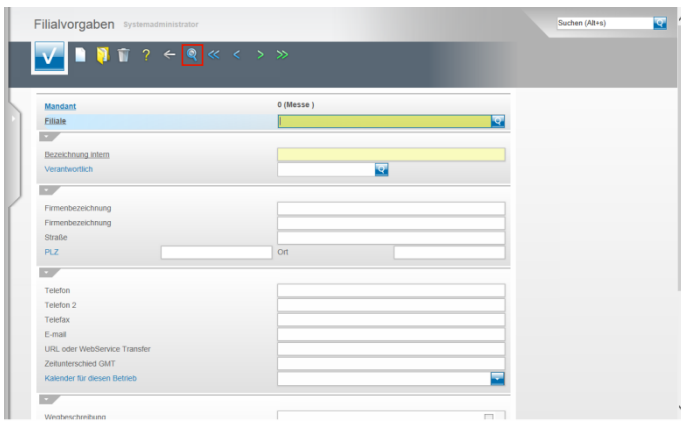 Filialvorgaben Systemadministrator
Suchen (Alt+s)
?
Mandant 0 (Messe )
Filiale
Bezeichnung intern
Verantwortlich
Firmenbezeichnung
Firmenbezeichnung
Straße
PLZ Ort
Telefon
Telefon 2
Telefax
E-mail
URL oder WebService Transfer
Zeitunterschied GMT
Kalender für diesen Betrieb
Wegbeschreibung